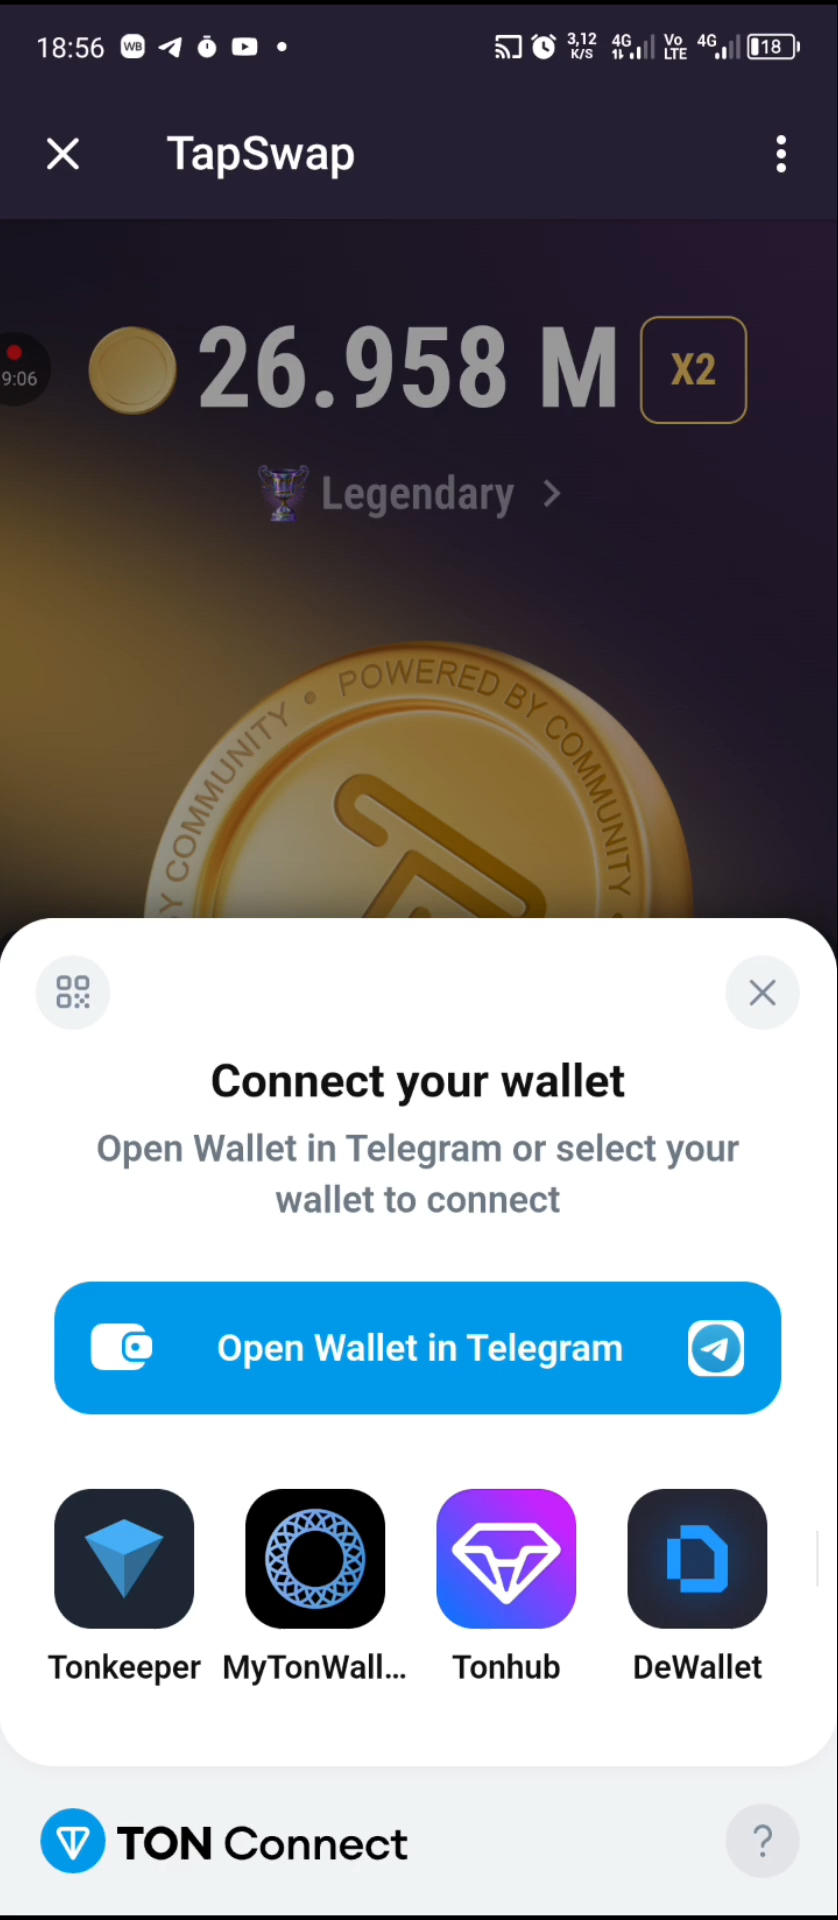 18:56 WB 3,12 K/S 4G Vo LTE 4G 18
TapSwap
26.958 M X2
9:06
Legendary
POWERED BY COMMUNITY
Y COMMUNITY
Connect your wallet
Open Wallet in Telegram or select your
wallet to connect
Open Wallet in Telegram
Tonkeeper MyTonWall... Tonhub DeWallet
TON Connect
?